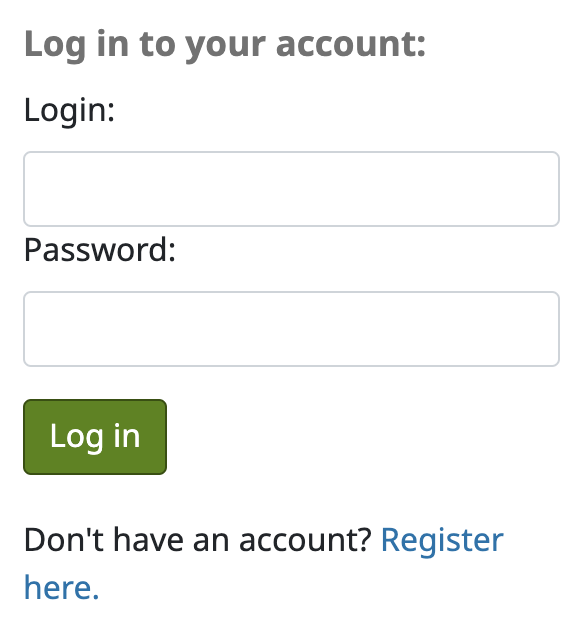 Log in to your account:
Login:
Password:
Log in
Don't have an account? Register
here.